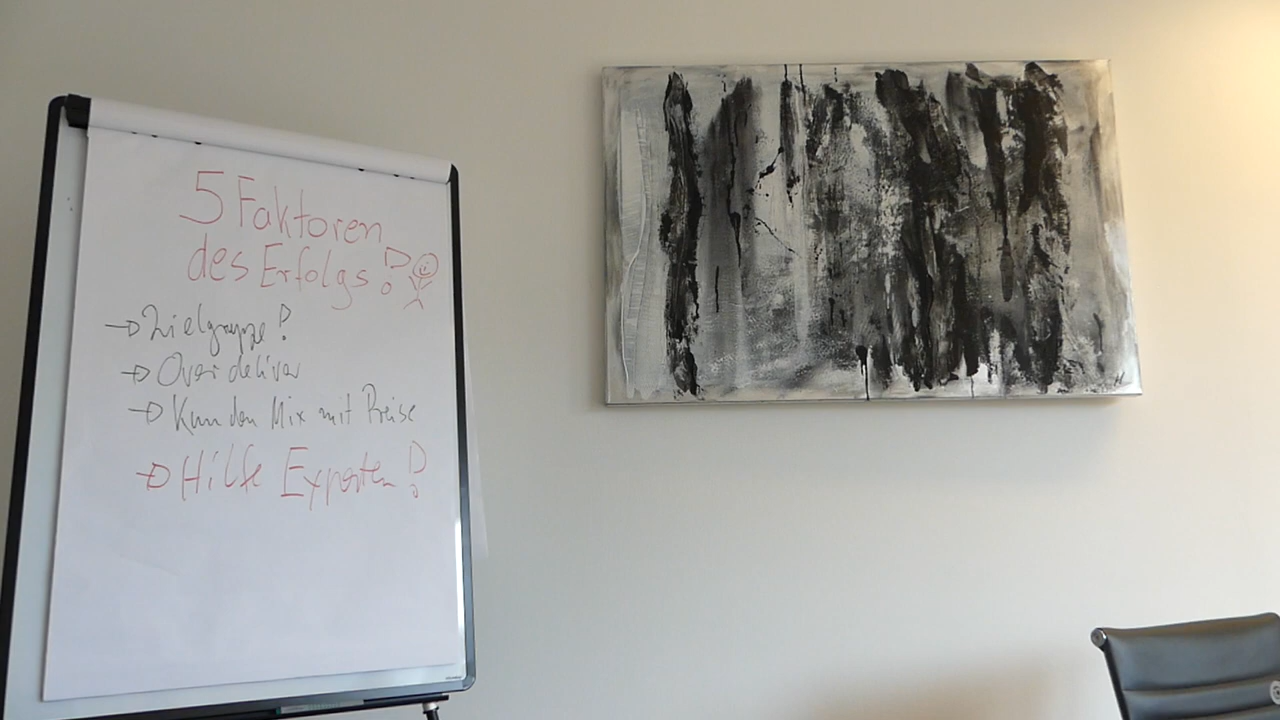 5 Faktoren
des Erfolgs!
→ Zielgruppe!
→ Over deliver
→ Kunden Mix mit Preise
→ Hilfe Experten!